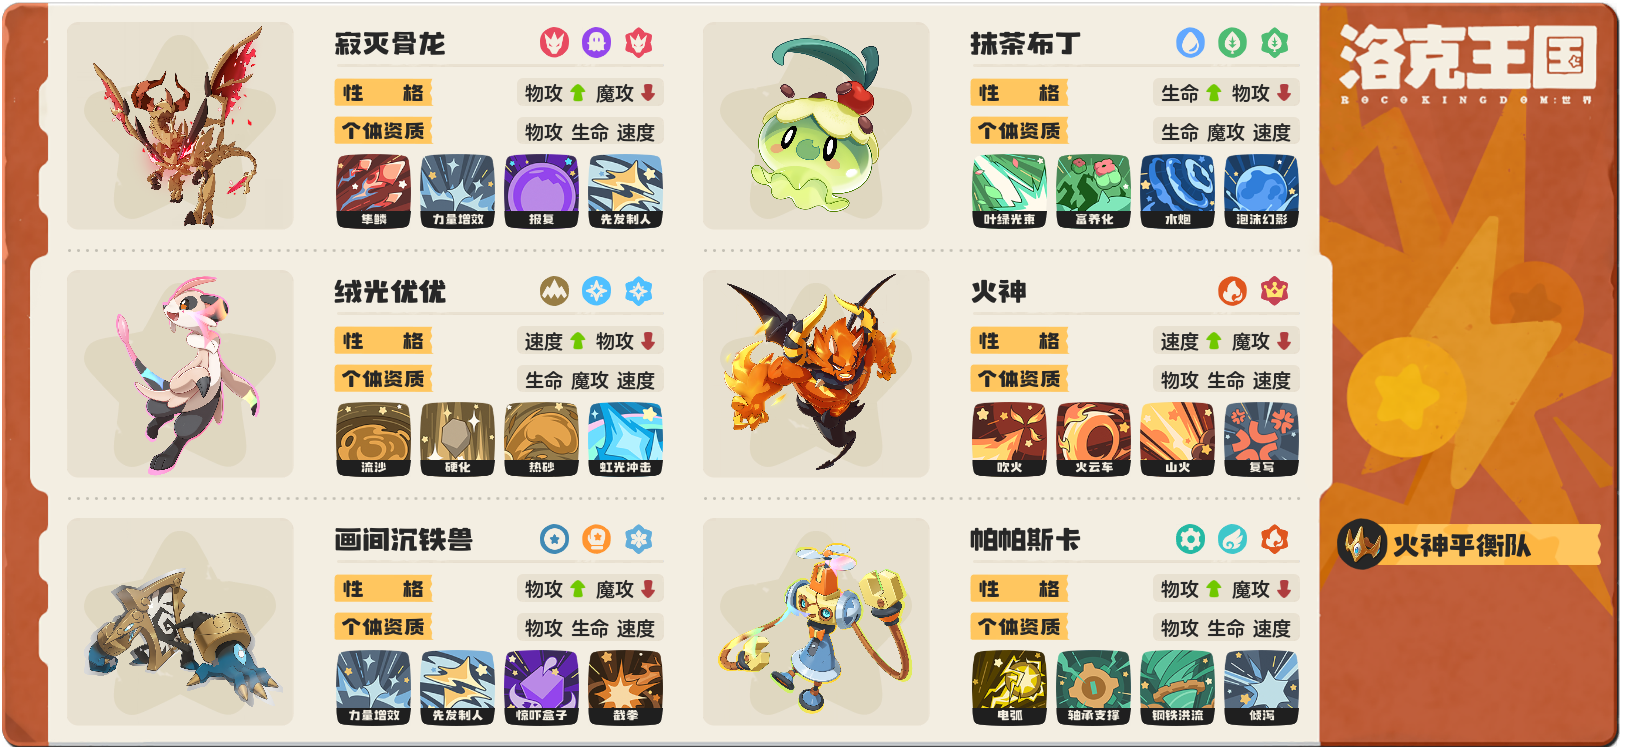 寂灭骨龙
性 格
物攻 魔攻
个体资质
物攻 生命 速度
隼鳞
力量增效
报复
先发制人
抹茶布丁
性 格
生命 物攻
个体资质
生命 魔攻 速度
叶绿光束
富养化
水炮
泡沫幻影
绒光优优
性 格
速度 物攻
个体资质
生命 魔攻 速度
流沙
硬化
热砂
虹光冲击
火神
性 格
速度 魔攻
个体资质
物攻 生命 速度
吹火
火云车
山火
复写
画间沉铁兽
性 格
物攻 魔攻
个体资质
物攻 生命 速度
力量增效
先发制人
惊吓盒子
截拳
帕帕斯卡
性 格
物攻 魔攻
个体资质
物攻 生命 速度
电弧
轴承支撑
钢铁洪流
倾泻
洛克王国
ROCO KINGDOM:世界
火神平衡队